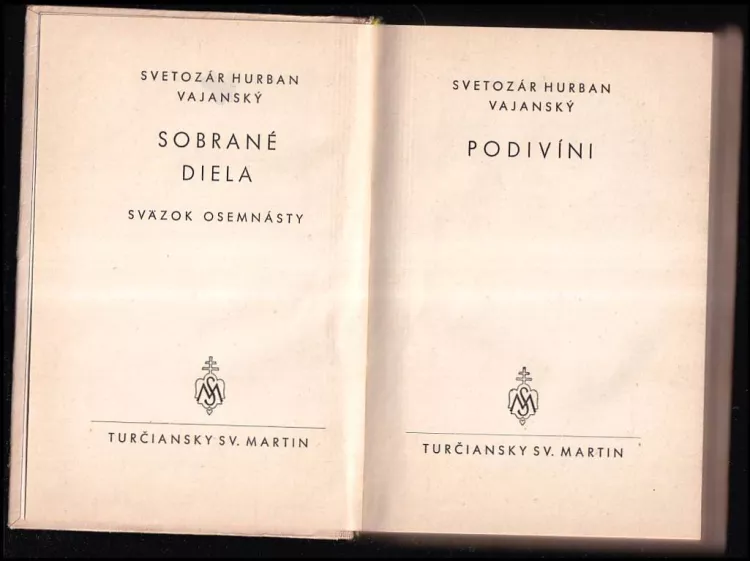 SVETOZÁR HURBAN
VAJANSKÝ
SOBRANÉ
DIELA
SVÄZOK OSEMNÁSTY
TURČIANSKY SV. MARTIN
SVETOZÁR HURBAN
VAJANSKÝ
PODIVÍNI
TURČIANSKY SV. MARTIN